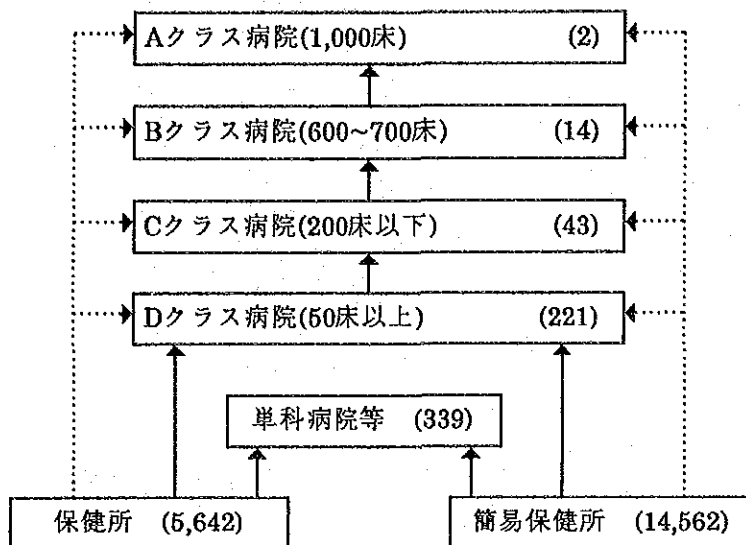 Aクラス病院(1,000床) (2)
Bクラス病院(600~700床) (14)
Cクラス病院(200床以下) (43)
Dクラス病院(50床以上) (221)
単科病院等 (339)
保健所 (5,642)
簡易保健所 (14,562)